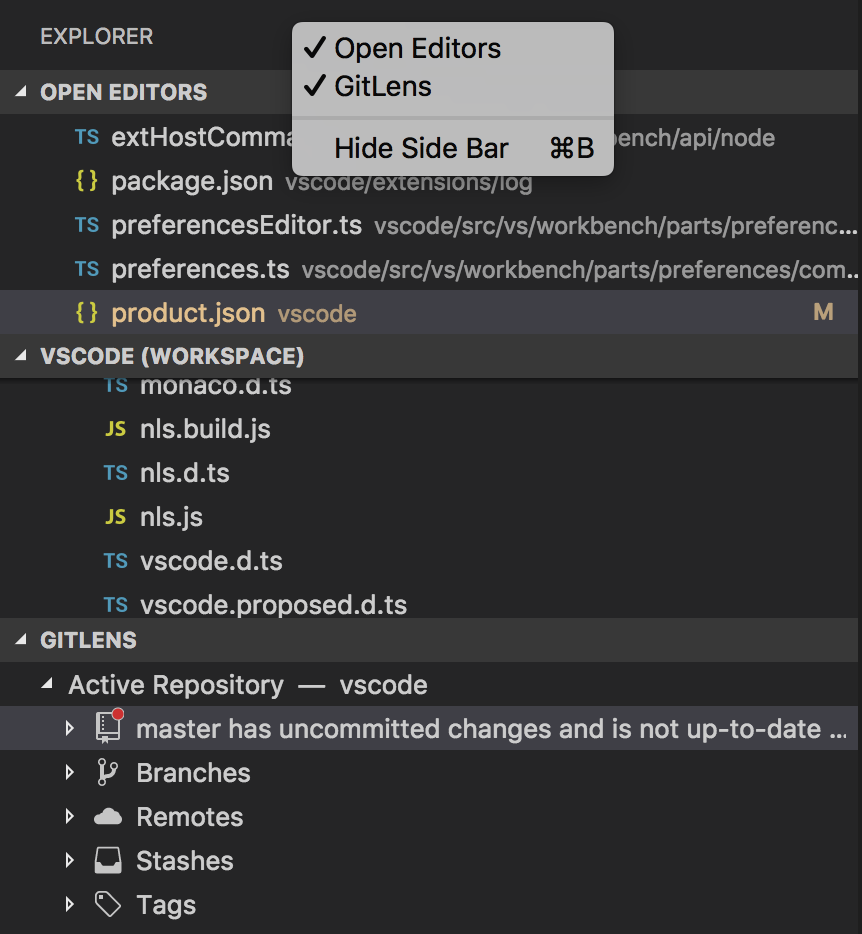 EXPLORER
✓ Open Editors
✓ GitLens
Hide Side Bar ⌘B
OPEN EDITORS
TS extHostComma ench/api/node
{} package.json vscode/extensions/log
TS preferencesEditor.ts vscode/src/vs/workbench/parts/preferenc...
TS preferences.ts vscode/src/vs/workbench/parts/preferences/com...
{} product.json vscode M
VSCODE (WORKSPACE)
TS monaco.d.ts
JS nls.build.js
TS nls.d.ts
JS nls.js
TS vscode.d.ts
TS vscode.proposed.d.ts
GITLENS
Active Repository — vscode
master has uncommitted changes and is not up-to-date ...
Branches
Remotes
Stashes
Tags